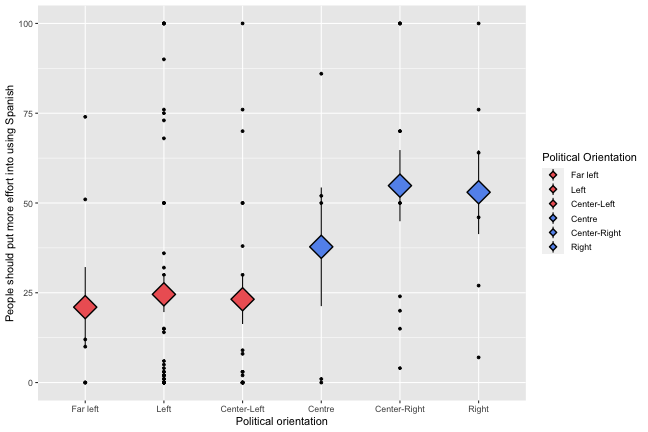 People should put more effort into using Spanish
100
75
50
25
0
Far left
Left
Center-Left
Centre
Center-Right
Right
Political orientation
Political Orientation
Far left
Left
Center-Left
Centre
Center-Right
Right